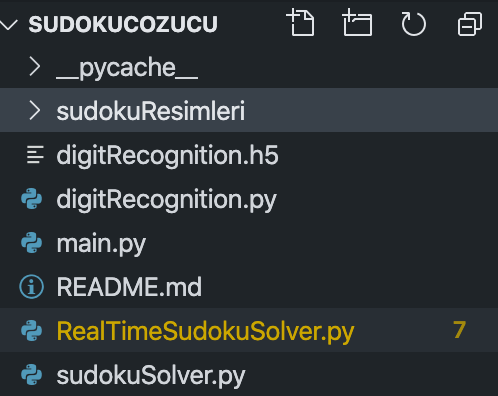 SUDOKUCOZUCU
__pycache__
sudokuResimleri
digitRecognition.h5
digitRecognition.py
main.py
README.md
RealTimeSudokuSolver.py 7
sudokuSolver.py